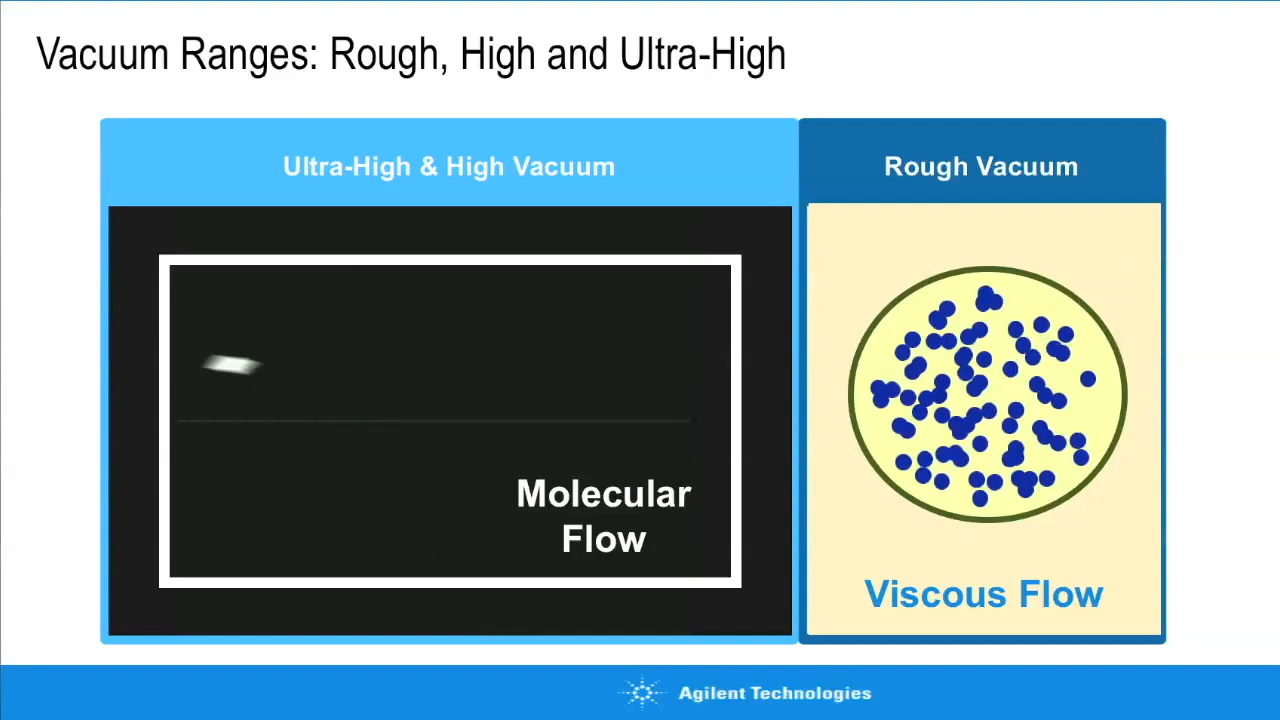 Vacuum Ranges: Rough, High and Ultra-High
Ultra-High & High Vacuum
Rough Vacuum
Molecular
Flow
Viscous Flow
Agilent Technologies